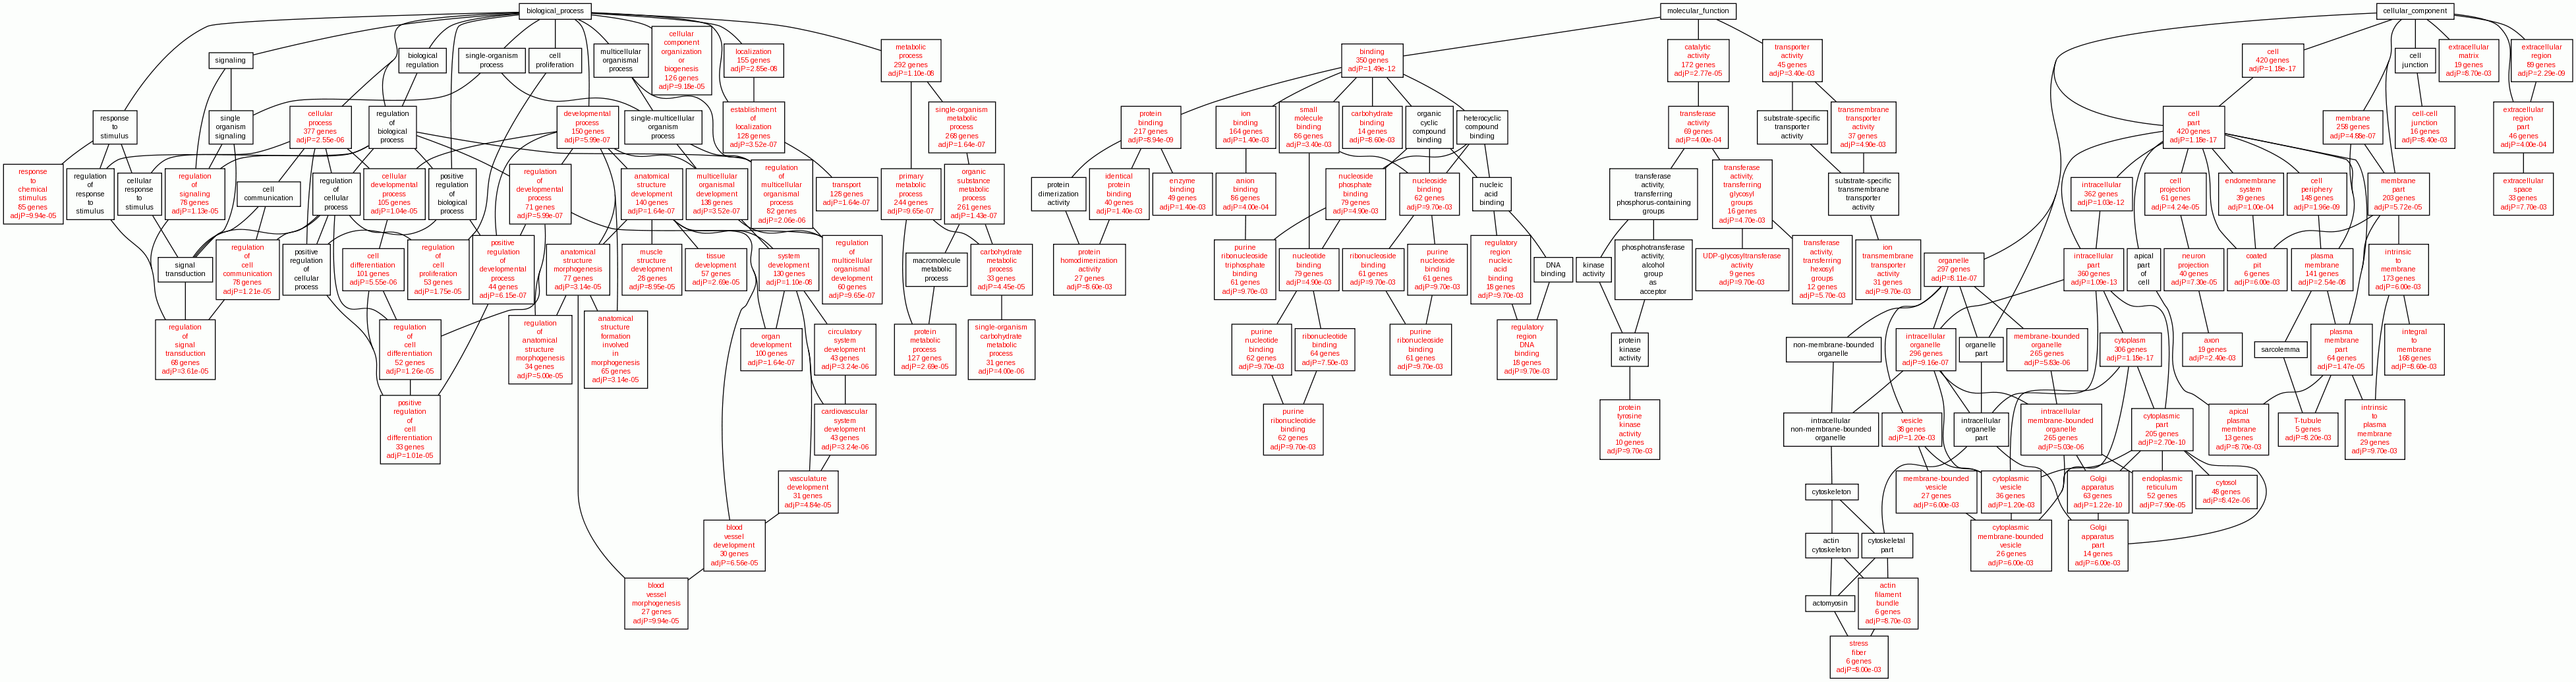 biological_process
signaling
biological
regulation
single-organism
process
cell
proliferation
multicellular
organismal
process
cellular
component
organization
or
biogenesis
126 genes
adjP=9.18e-05
localization
155 genes
adjP=2.85e-08
metabolic
process
292 genes
adjP=1.10e-08
response
to
stimulus
single
organism
signaling
cellular
process
377 genes
adjP=2.55e-06
regulation
of
biological
process
developmental
process
150 genes
adjP=5.99e-07
single-multicellular
organism
process
establishment
of
localization
128 genes
adjP=3.52e-07
single-organism
metabolic
process
268 genes
adjP=1.64e-07
response
to
chemical
stimulus
85 genes
adjP=9.94e-05
regulation
of
response
to
stimulus
cellular
response
to
stimulus
regulation
of
signaling
78 genes
adjP=1.13e-05
cell
communication
regulation
of
cellular
process
cellular
developmental
process
105 genes
adjP=1.04e-05
positive
regulation
of
biological
process
regulation
of
developmental
process
71 genes
adjP=5.99e-07
anatomical
structure
development
140 genes
adjP=1.64e-07
multicellular
organismal
development
138 genes
adjP=3.52e-07
regulation
of
multicellular
organismal
process
82 genes
adjP=2.06e-06
transport
128 genes
adjP=1.64e-07
primary
metabolic
process
244 genes
adjP=9.65e-07
organic
substance
metabolic
process
261 genes
adjP=1.43e-07
signal
transduction
regulation
of
cell
communication
78 genes
adjP=1.21e-05
positive
regulation
of
cellular
process
cell
differentiation
101 genes
adjP=5.55e-06
regulation
of
cell
proliferation
53 genes
adjP=1.75e-05
positive
regulation
of
developmental
process
44 genes
adjP=6.15e-07
anatomical
structure
morphogenesis
77 genes
adjP=3.14e-05
muscle
structure
development
28 genes
adjP=8.95e-05
tissue
development
57 genes
adjP=2.69e-05
system
development
130 genes
adjP=1.10e-08
regulation
of
multicellular
organismal
development
60 genes
adjP=9.65e-07
macromolecule
metabolic
process
carbohydrate
metabolic
process
33 genes
adjP=4.45e-05
regulation
of
signal
transduction
68 genes
adjP=3.61e-05
regulation
of
cell
differentiation
52 genes
adjP=1.26e-05
regulation
of
anatomical
structure
morphogenesis
34 genes
adjP=5.00e-05
anatomical
structure
formation
involved
in
morphogenesis
65 genes
adjP=3.14e-05
organ
development
100 genes
adjP=1.64e-07
circulatory
system
development
43 genes
adjP=3.24e-06
protein
metabolic
process
127 genes
adjP=2.69e-05
single-organism
carbohydrate
metabolic
process
31 genes
adjP=4.00e-06
positive
regulation
of
cell
differentiation
33 genes
adjP=1.01e-05
cardiovascular
system
development
43 genes
adjP=3.24e-06
vasculature
development
31 genes
adjP=4.84e-05
blood
vessel
development
30 genes
adjP=6.56e-05
blood
vessel
morphogenesis
27 genes
adjP=9.94e-05
molecular_function
binding
350 genes
adjP=1.49e-12
catalytic
activity
172 genes
adjP=2.77e-05
transporter
activity
45 genes
adjP=3.40e-03
protein
binding
217 genes
adjP=8.94e-09
ion
binding
164 genes
adjP=1.40e-03
small
molecule
binding
86 genes
adjP=3.40e-03
carbohydrate
binding
14 genes
adjP=8.60e-03
organic
cyclic
compound
binding
heterocyclic
compound
binding
transferase
activity
69 genes
adjP=4.00e-04
substrate-specific
transporter
activity
transmembrane
transporter
activity
37 genes
adjP=4.90e-03
protein
dimerization
activity
identical
protein
binding
40 genes
adjP=1.40e-03
enzyme
binding
49 genes
adjP=1.40e-03
anion
binding
86 genes
adjP=4.00e-04
nucleoside
phosphate
binding
79 genes
adjP=4.90e-03
nucleoside
binding
62 genes
adjP=9.70e-03
nucleic
acid
binding
transferase
activity,
transferring
phosphorus-containing
groups
transferase
activity,
transferring
glycosyl
groups
16 genes
adjP=4.70e-03
substrate-specific
transmembrane
transporter
activity
protein
homodimerization
activity
27 genes
adjP=8.60e-03
purine
ribonucleoside
triphosphate
binding
61 genes
adjP=9.70e-03
nucleotide
binding
79 genes
adjP=4.90e-03
ribonucleoside
binding
61 genes
adjP=9.70e-03
purine
nucleoside
binding
61 genes
adjP=9.70e-03
regulatory
region
nucleic
acid
binding
18 genes
adjP=9.70e-03
DNA
binding
kinase
activity
phosphotransferase
activity,
alcohol
group
as
acceptor
UDP-glycosyltransferase
activity
9 genes
adjP=9.70e-03
transferase
activity,
transferring
hexosyl
groups
12 genes
adjP=5.70e-03
ion
transmembrane
transporter
activity
31 genes
adjP=9.70e-03
purine
nucleotide
binding
62 genes
adjP=9.70e-03
ribonucleotide
binding
64 genes
adjP=7.50e-03
purine
ribonucleoside
binding
61 genes
adjP=9.70e-03
regulatory
region
DNA
binding
18 genes
adjP=9.70e-03
protein
kinase
activity
purine
ribonucleotide
binding
62 genes
adjP=9.70e-03
protein
tyrosine
kinase
activity
10 genes
adjP=9.70e-03
cellular_component
cell
420 genes
adjP=1.18e-17
cell
junction
extracellular
matrix
19 genes
adjP=8.70e-03
extracellular
region
89 genes
adjP=2.29e-09
cell
part
420 genes
adjP=1.18e-17
membrane
255 genes
adjP=4.86e-07
cell-cell
junction
16 genes
adjP=8.40e-03
extracellular
region
part
46 genes
adjP=4.00e-04
intracellular
362 genes
adjP=1.03e-12
cell
projection
61 genes
adjP=4.24e-05
endomembrane
system
39 genes
adjP=1.00e-04
cell
periphery
148 genes
adjP=1.96e-09
membrane
part
203 genes
adjP=5.72e-05
extracellular
space
33 genes
adjP=7.70e-03
organelle
297 genes
adjP=8.11e-07
intracellular
part
360 genes
adjP=1.09e-13
apical
part
of
cell
neuron
projection
40 genes
adjP=7.30e-05
coated
pit
6 genes
adjP=6.00e-03
plasma
membrane
141 genes
adjP=2.54e-08
intrinsic
to
membrane
173 genes
adjP=6.00e-03
non-membrane-bounded
organelle
intracellular
organelle
296 genes
adjP=9.16e-07
organelle
part
membrane-bounded
organelle
265 genes
adjP=5.83e-06
cytoplasm
306 genes
adjP=1.18e-17
axon
19 genes
adjP=2.40e-03
sarcolemma
plasma
membrane
part
64 genes
adjP=1.47e-05
integral
to
membrane
168 genes
adjP=8.60e-03
intracellular
non-membrane-bounded
organelle
vesicle
38 genes
adjP=1.20e-03
intracellular
organelle
part
intracellular
membrane-bounded
organelle
265 genes
adjP=5.03e-06
cytoplasmic
part
205 genes
adjP=2.70e-10
apical
plasma
membrane
13 genes
adjP=8.70e-03
T-tubule
5 genes
adjP=8.20e-03
intrinsic
to
plasma
membrane
29 genes
adjP=9.70e-03
cytoskeleton
membrane-bounded
vesicle
27 genes
adjP=6.00e-03
cytoplasmic
vesicle
36 genes
adjP=1.20e-03
Golgi
apparatus
63 genes
adjP=1.22e-10
endoplasmic
reticulum
52 genes
adjP=7.90e-05
cytosol
48 genes
adjP=8.42e-06
actin
cytoskeleton
cytoskeletal
part
cytoplasmic
membrane-bounded
vesicle
26 genes
adjP=6.00e-03
Golgi
apparatus
part
14 genes
adjP=6.00e-03
actomyosin
actin
filament
bundle
6 genes
adjP=8.70e-03
stress
fiber
6 genes
adjP=8.00e-03